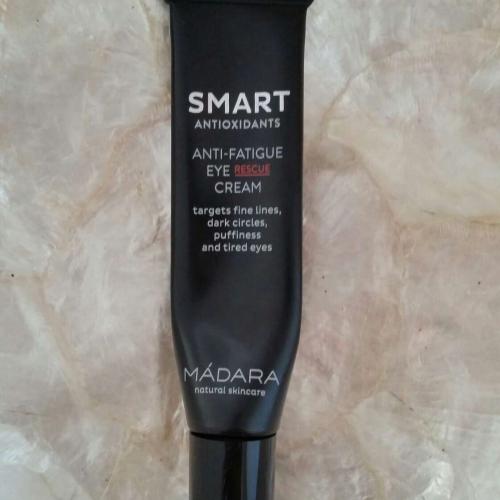 SMART
ANTIOXIDANTS
ANTI-FATIGUE
EYE RESCUE
CREAM
targets fine lines,
dark circles,
puffiness
and tired eyes
MÁDARA
natural skincare